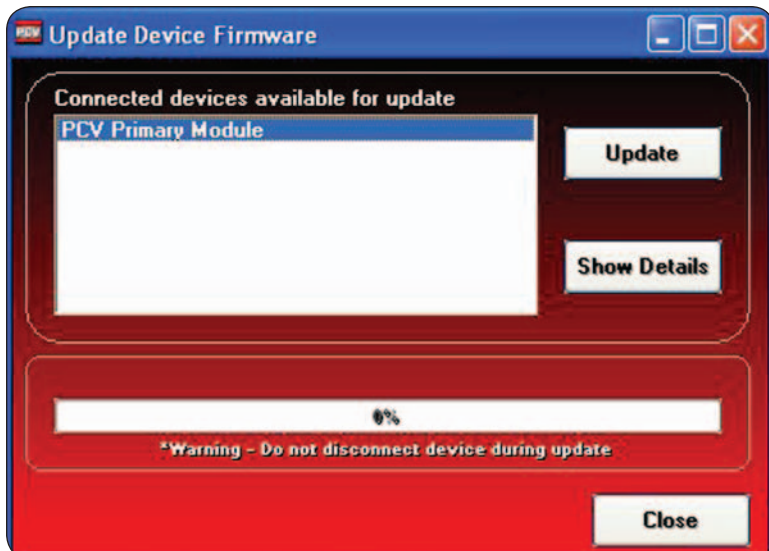 PCV Update Device Firmware
Connected devices available for update
PCV Primary Module
Update
Show Details
0%
*Warning - Do not disconnect device during update
Close